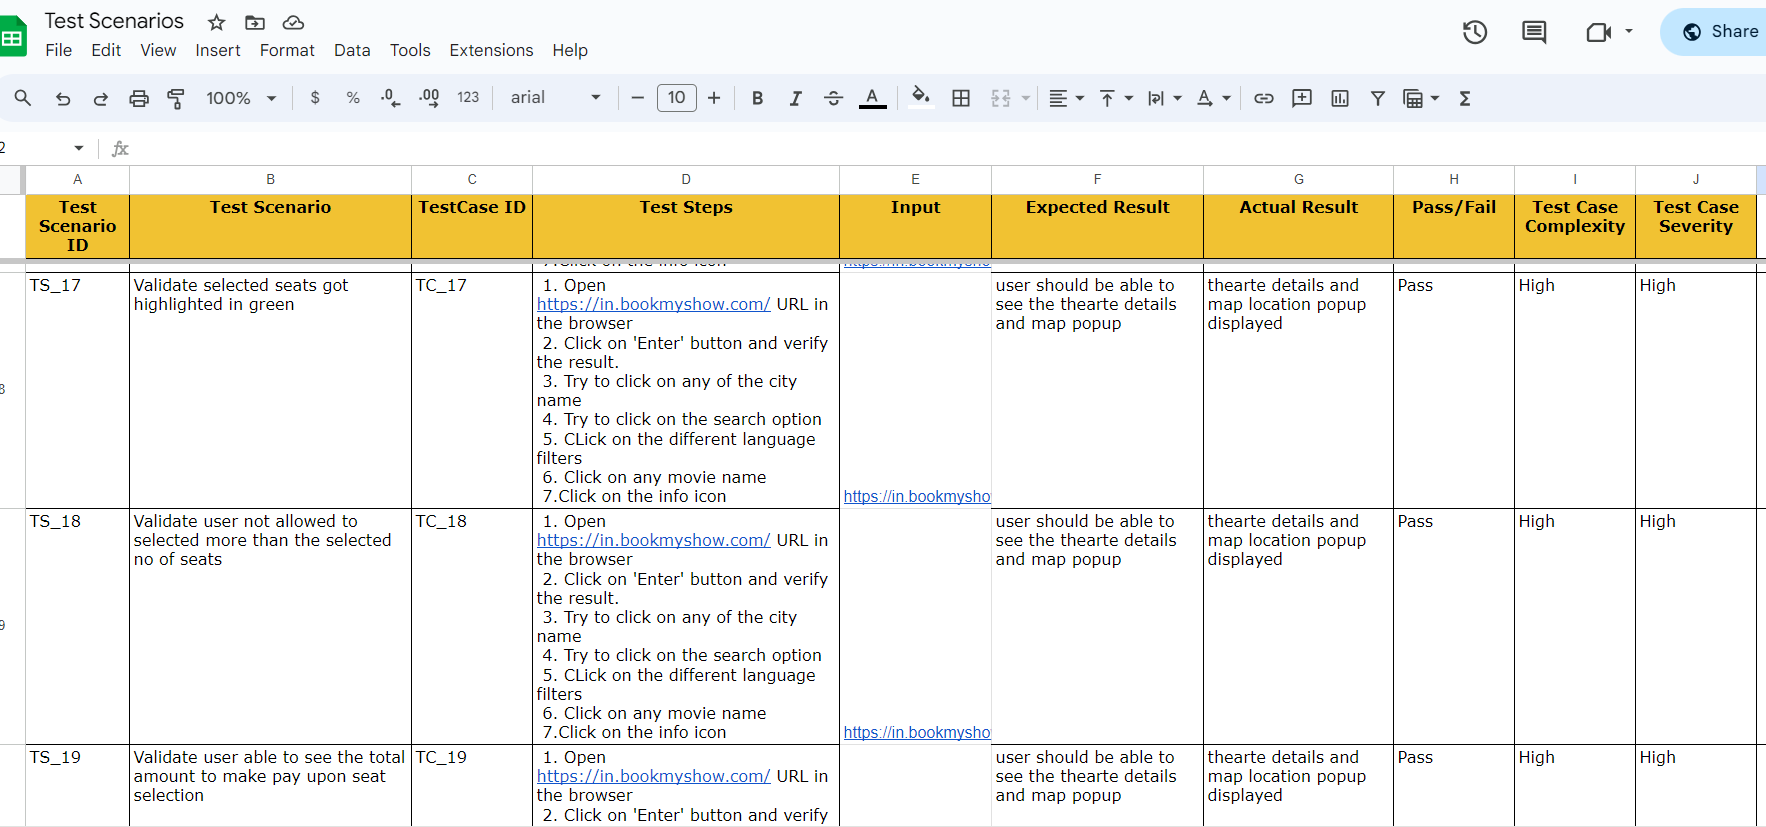 Test Scenarios
File Edit View Insert Format Data Tools Extensions Help
Share
100% $ % .0 .00 123 arial 10 B I A Σ
2 fx
A B C D E F G H I J
Test Scenario TestCase ID Test Steps Input Expected Result Actual Result Pass/Fail
Test
Scenario
ID
Test Case
Complexity
Test Case
Severity
7.Click on the info icon
https://in.bookmysho
8
TS_17
Validate selected seats got
highlighted in green
TC_17
1. Open
https://in.bookmyshow.com/ URL in
the browser
2. Click on 'Enter' button and verify
the result.
3. Try to click on any of the city
name
4. Try to click on the search option
5. CLick on the different language
filters
6. Click on any movie name
7.Click on the info icon
https://in.bookmysho
user should be able to
see the thearte details
and map popup
thearte details and
map location popup
displayed
Pass
High
High
9
TS_18
Validate user not allowed to
selected more than the selected
no of seats
TC_18
1. Open
https://in.bookmyshow.com/ URL in
the browser
2. Click on 'Enter' button and verify
the result.
3. Try to click on any of the city
name
4. Try to click on the search option
5. CLick on the different language
filters
6. Click on any movie name
7.Click on the info icon
https://in.bookmysho
user should be able to
see the thearte details
and map popup
thearte details and
map location popup
displayed
Pass
High
High
TS_19
Validate user able to see the total
amount to make pay upon seat
selection
TC_19
1. Open
https://in.bookmyshow.com/ URL in
the browser
2. Click on 'Enter' button and verify
user should be able to
see the thearte details
and map popup
thearte details and
map location popup
displayed
Pass
High
High